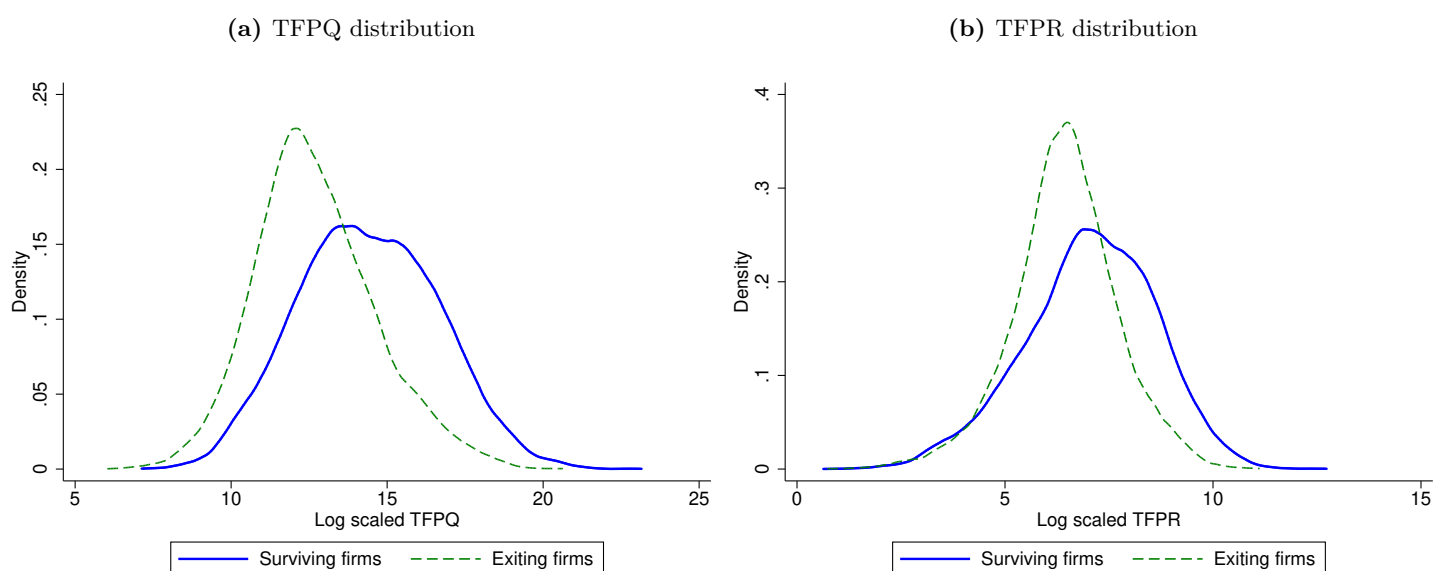 (a) TFPQ distribution
.25
.2
.15
.1
.05
0
Density
5 10 15 20 25
Log scaled TFPQ
Surviving firms Exiting firms
(b) TFPR distribution
.4
.3
.2
.1
0
Density
0 5 10 15
Log scaled TFPR
Surviving firms Exiting firms